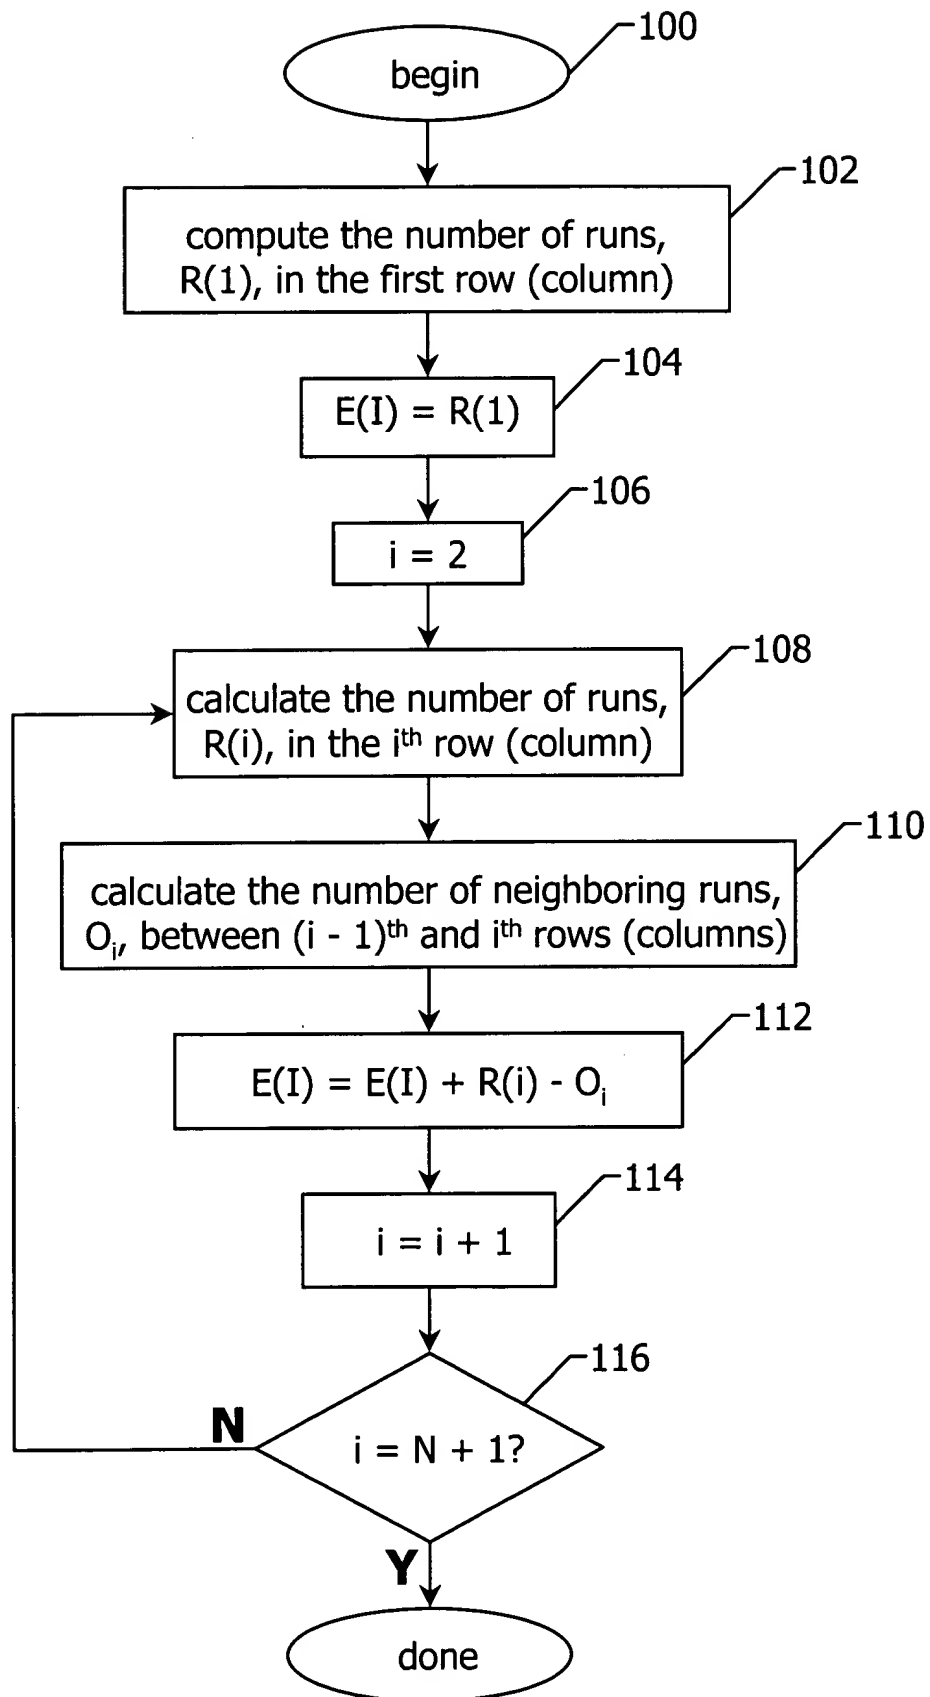 100
begin
102
compute the number of runs,
R(1), in the first row (column)
104
E(I) = R(1)
106
i = 2
108
calculate the number of runs,
R(i), in the iᵗʰ row (column)
110
calculate the number of neighboring runs,
Oᵢ, between (i - 1)ᵗʰ and iᵗʰ rows (columns)
112
E(I) = E(I) + R(i) - Oᵢ
114
i = i + 1
116
N
i = N + 1?
Y
done